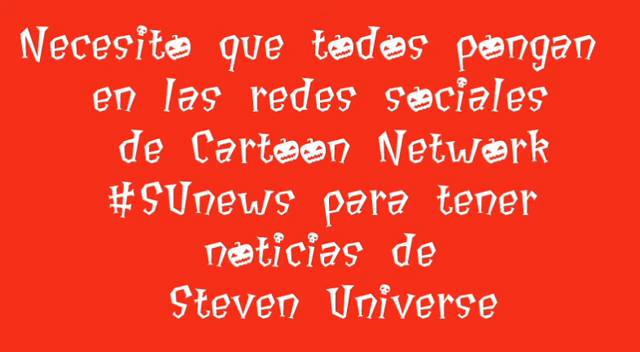 Necesito que todos pongan
en las redes sociales
de Cartoon Network
#SUnews para tener
noticias de
Steven Universe